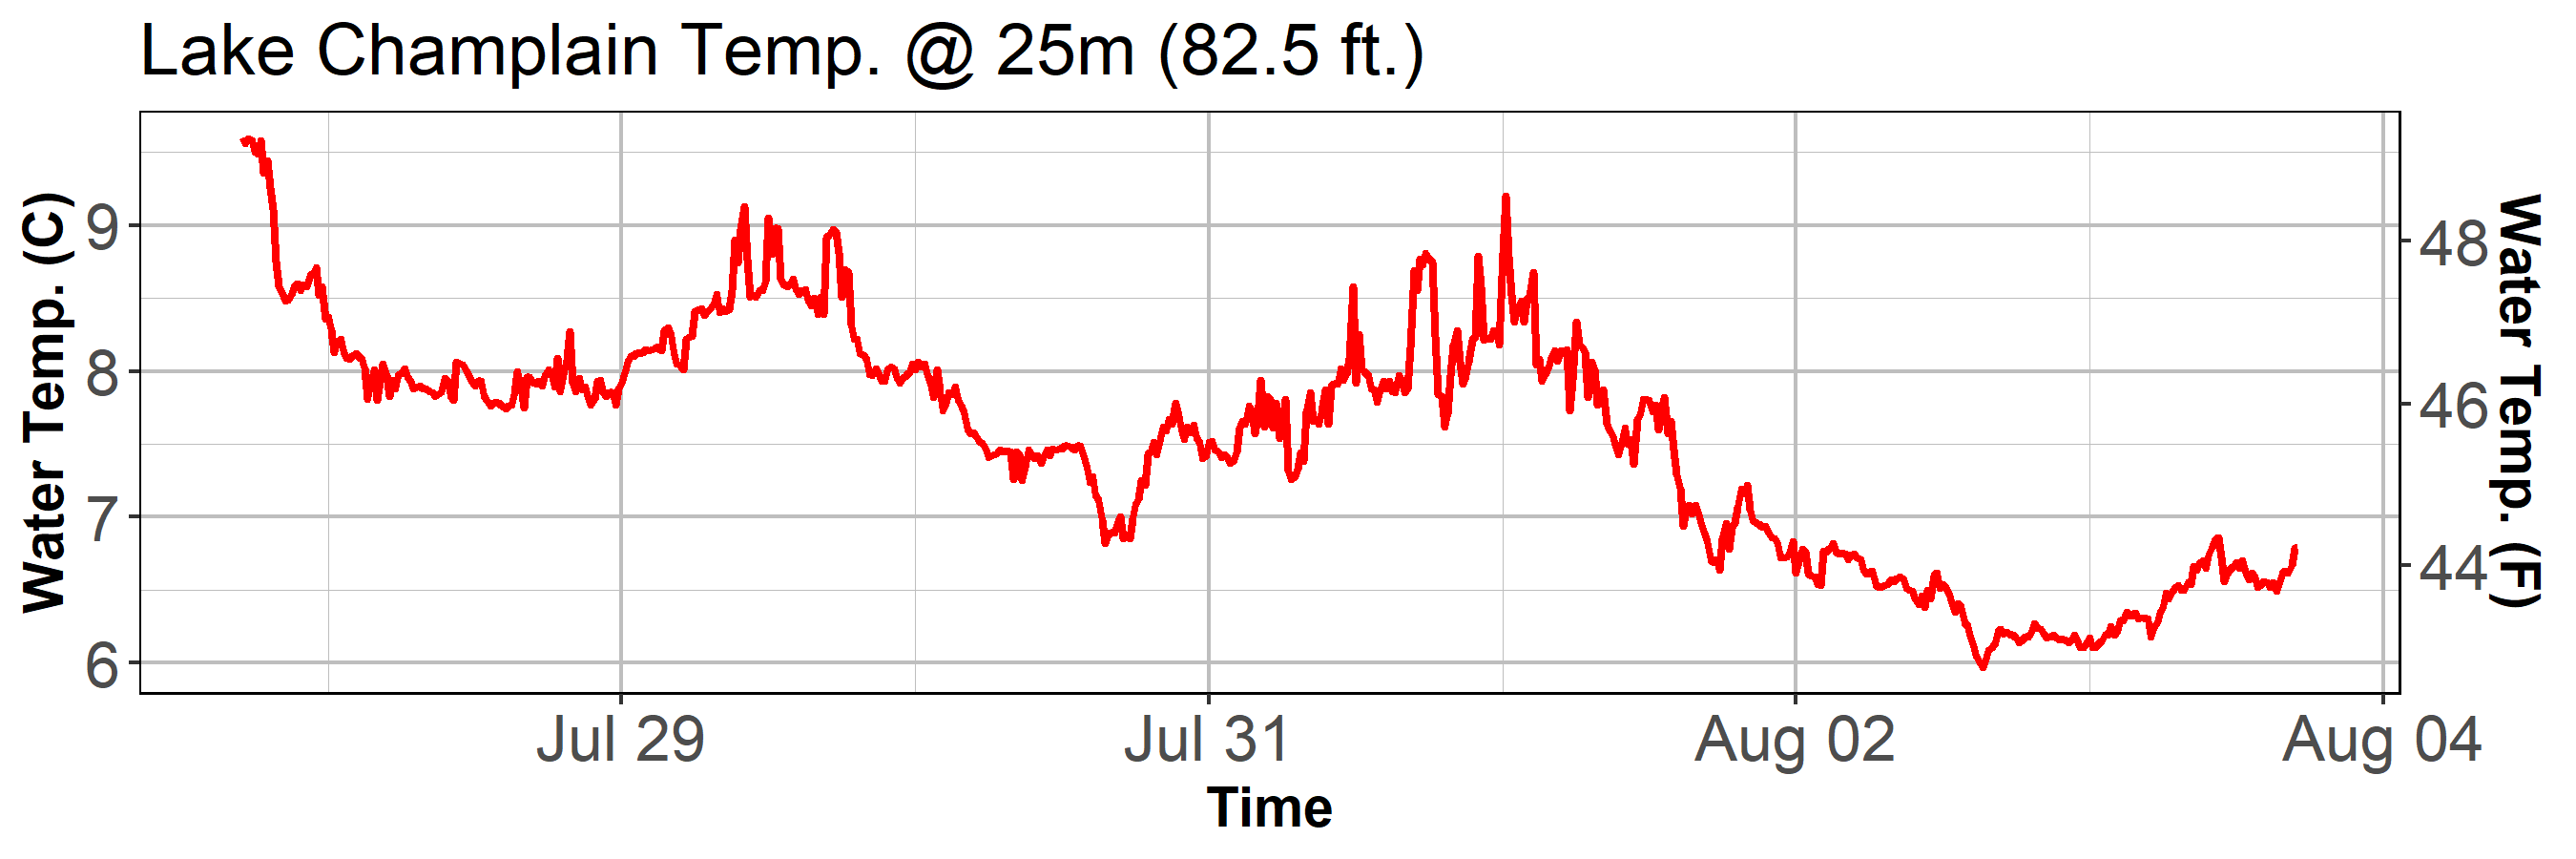 Lake Champlain Temp. @ 25m (82.5 ft.)
Water Temp. (C)
9
8
7
6
48
46
44
Water Temp. (F)
Jul 29
Jul 31
Aug 02
Aug 04
Time